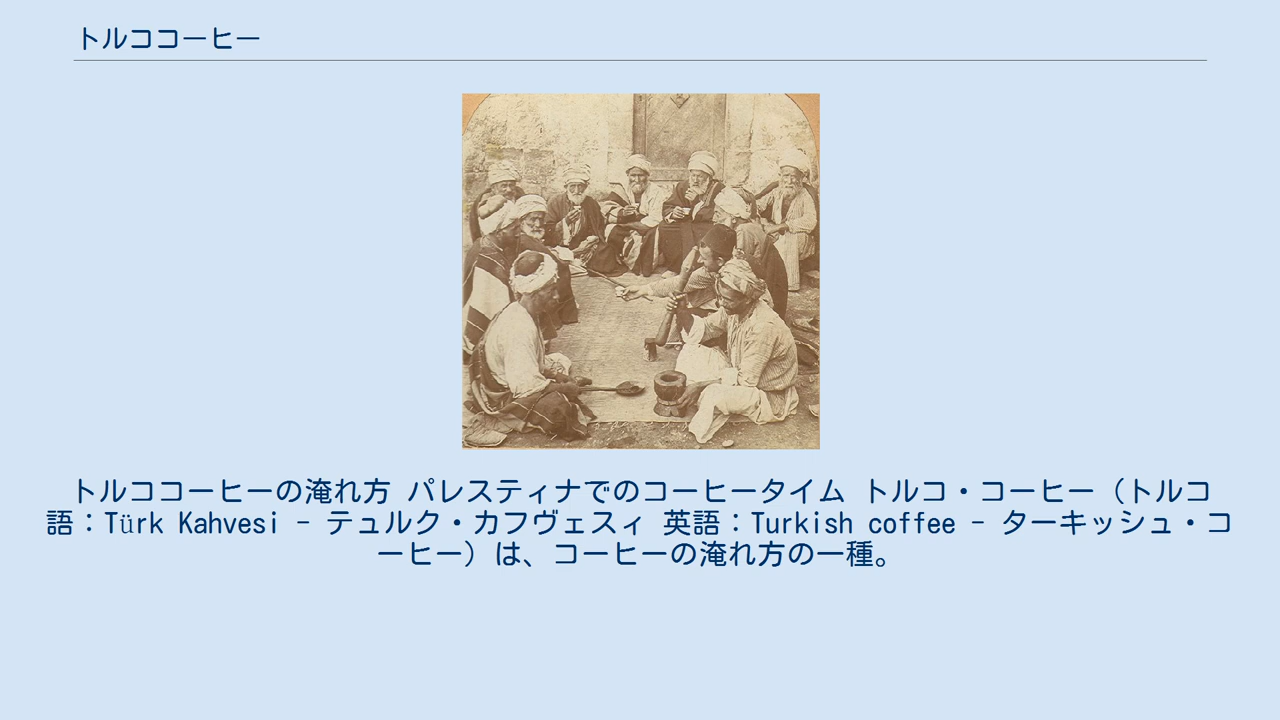 トルココーヒー
トルココーヒーの淹れ方 パレスティナでのコーヒータイム トルコ・コーヒー（トルコ
語：Türk Kahvesi - テュルク・カフヴェスィ 英語：Turkish coffee - ターキッシュ・コ
ーヒー）は、コーヒーの淹れ方の一種。